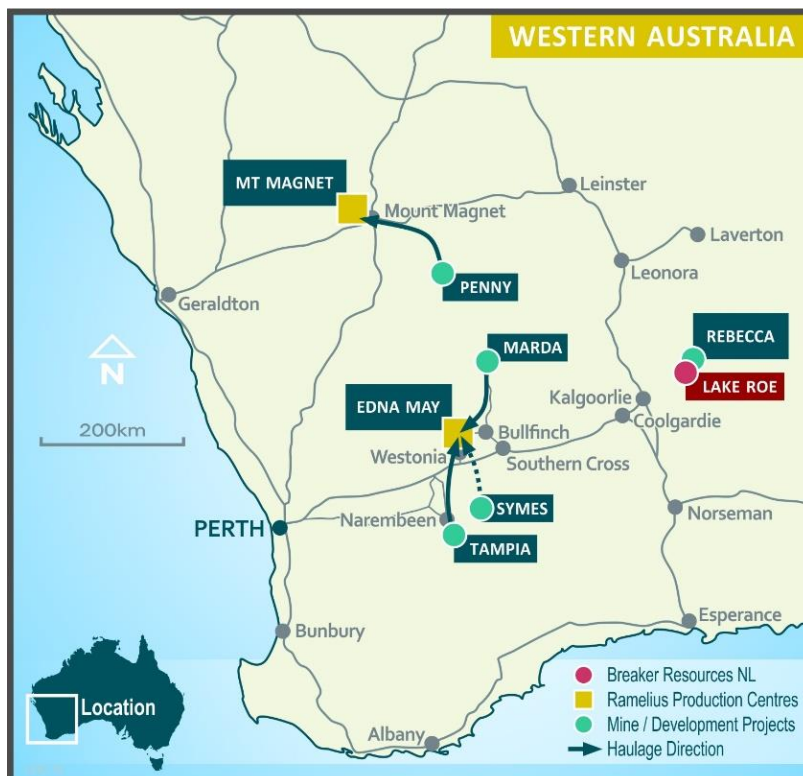 WESTERN AUSTRALIA
MT MAGNET
Leinster
Mount Magnet
Laverton
Leonora
PENNY
Geraldton
MARDA
REBECCA
LAKE ROE
N
EDNA MAY
Kalgoorlie
Coolgardie
200km
Bullfinch
Westonia
Southern Cross
SYMES
Norseman
PERTH
Narembeen
TAMPIA
Esperance
Bunbury
Location
Albany
Breaker Resources NL
Ramelius Production Centres
Mine / Development Projects
Haulage Direction